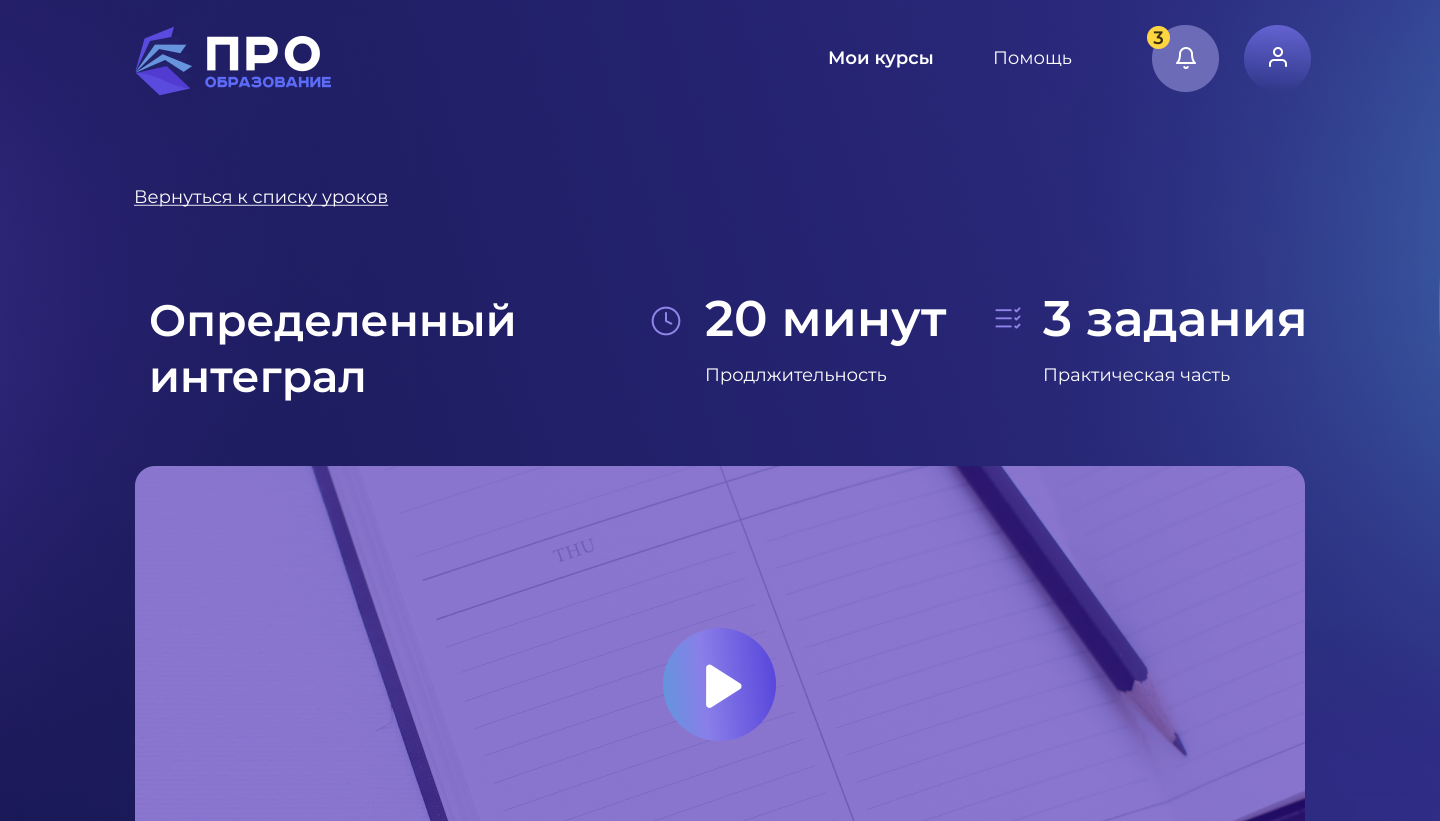 ПРО
ОБРАЗОВАНИЕ
Мои курсы
Помощь
3
Вернуться к списку уроков
Определенный
интеграл
20 минут
Продлжительность
3 задания
Практическая часть
THU